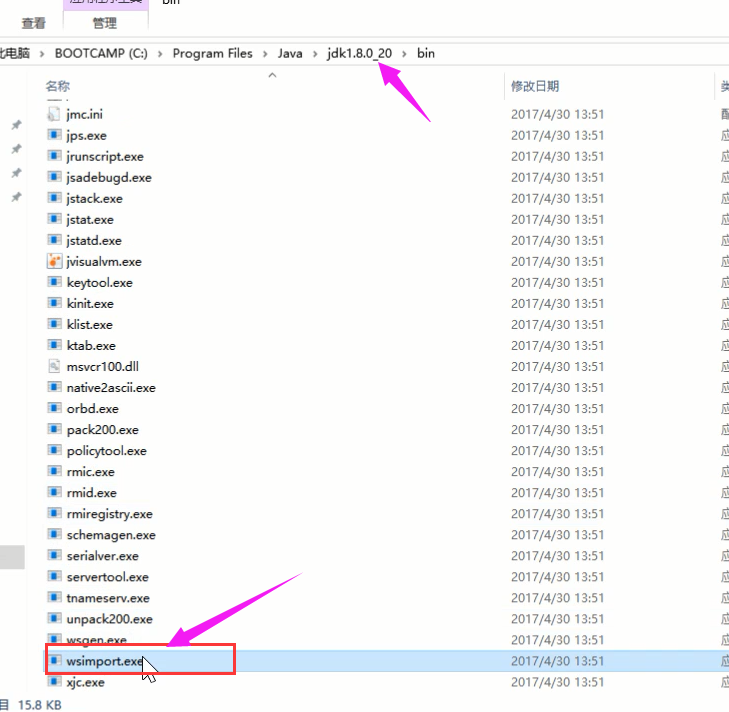 bin
查看 管理
此电脑 › BOOTCAMP (C:) › Program Files › Java › jdk1.8.0_20 › bin
名称 修改日期
jmc.ini 2017/4/30 13:51
jps.exe 2017/4/30 13:51
jrunscript.exe 2017/4/30 13:51
jsadebugd.exe 2017/4/30 13:51
jstack.exe 2017/4/30 13:51
jstat.exe 2017/4/30 13:51
jstatd.exe 2017/4/30 13:51
jvisualvm.exe 2017/4/30 13:51
keytool.exe 2017/4/30 13:51
kinit.exe 2017/4/30 13:51
klist.exe 2017/4/30 13:51
ktab.exe 2017/4/30 13:51
msvcr100.dll 2017/4/30 13:51
native2ascii.exe 2017/4/30 13:51
orbd.exe 2017/4/30 13:51
pack200.exe 2017/4/30 13:51
policytool.exe 2017/4/30 13:51
rmic.exe 2017/4/30 13:51
rmid.exe 2017/4/30 13:51
rmiregistry.exe 2017/4/30 13:51
schemagen.exe 2017/4/30 13:51
serialver.exe 2017/4/30 13:51
servertool.exe 2017/4/30 13:51
tnameserv.exe 2017/4/30 13:51
unpack200.exe 2017/4/30 13:51
wsgen.exe 2017/4/30 13:51
wsimport.exe 2017/4/30 13:51
xjc.exe 2017/4/30 13:51
15.8 KB